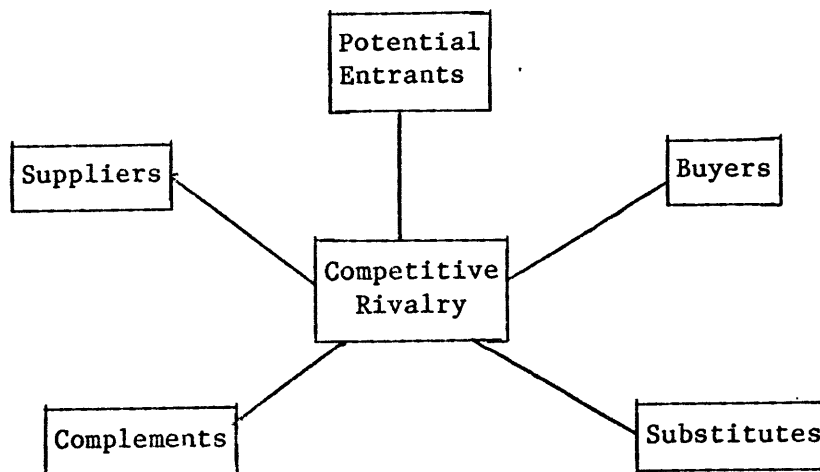 Potential
Entrants
Suppliers
Buyers
Competitive
Rivalry
Complements
Substitutes